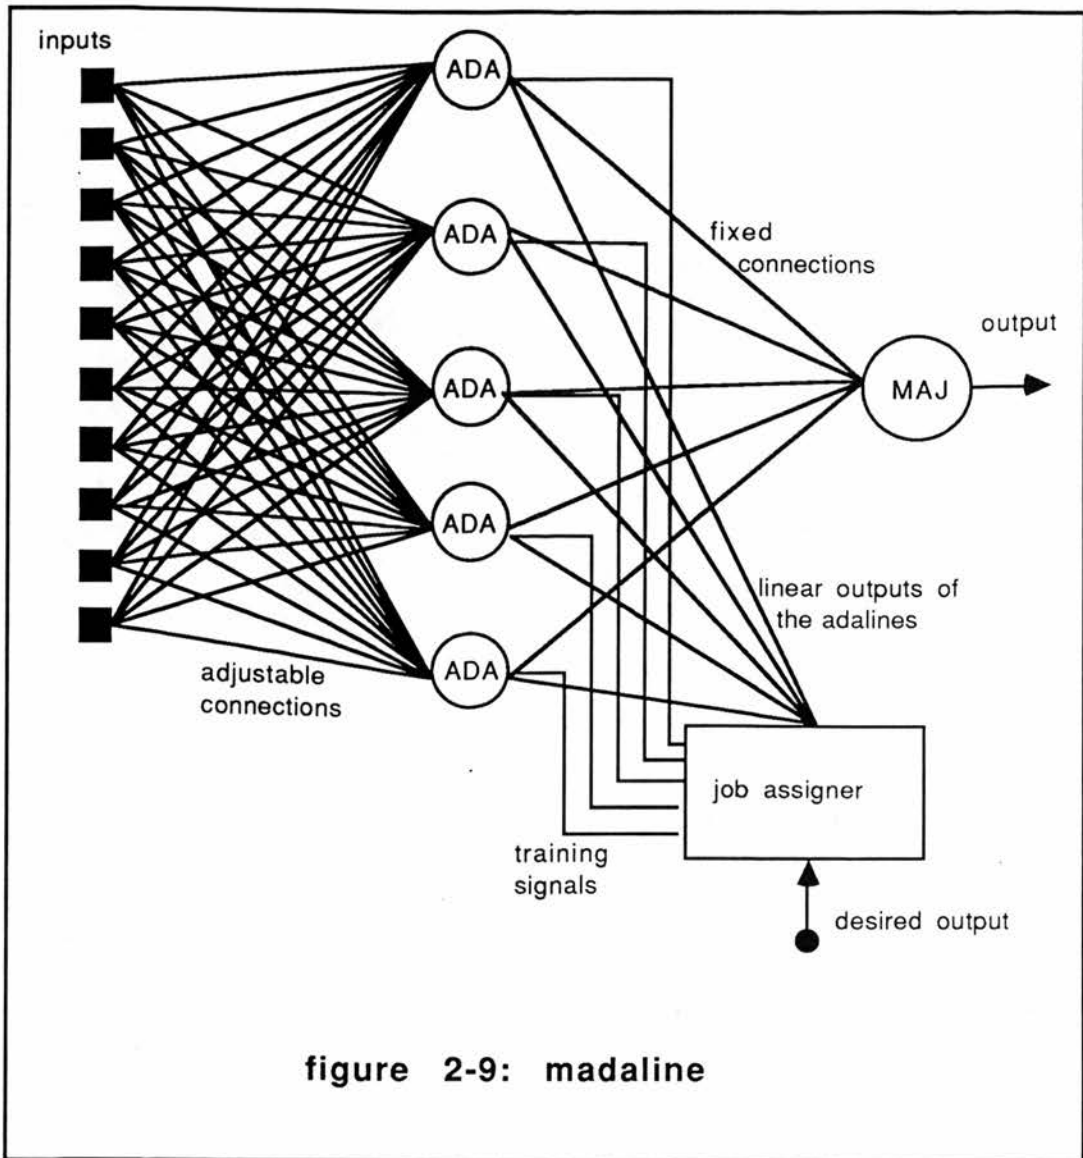 inputs
ADA
ADA
ADA
ADA
ADA
fixed
connections
output
MAJ
linear outputs of
the adalines
adjustable
connections
job assigner
training
signals
desired output
figure 2-9: madaline